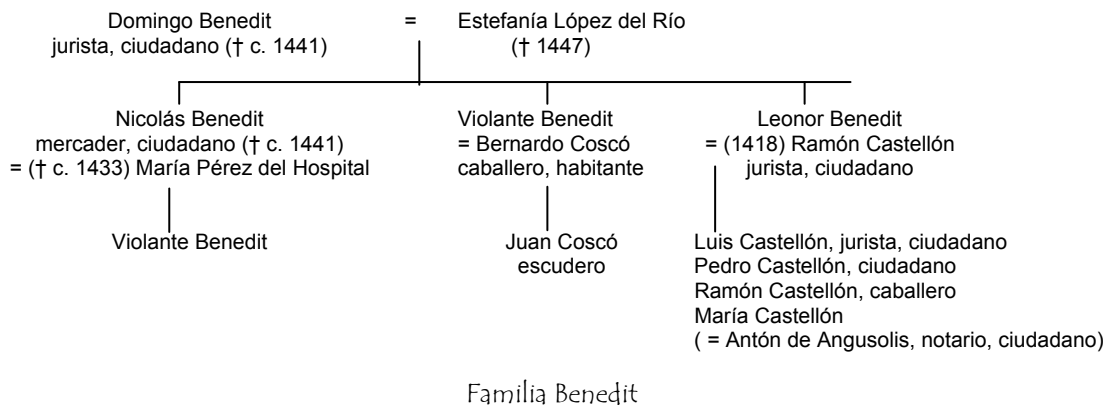 Domingo Benedit = Estefanía López del Río
jurista, ciudadano († c. 1441) († 1447)
Nicolás Benedit
mercader, ciudadano († c. 1441)
= († c. 1433) María Pérez del Hospital
Violante Benedit
= Bernardo Coscó
caballero, habitante
Leonor Benedit
= (1418) Ramón Castellón
jurista, ciudadano
Violante Benedit
Juan Coscó
escudero
Luis Castellón, jurista, ciudadano
Pedro Castellón, ciudadano
Ramón Castellón, caballero
María Castellón
( = Antón de Angusolis, notario, ciudadano)
Familia Benedit